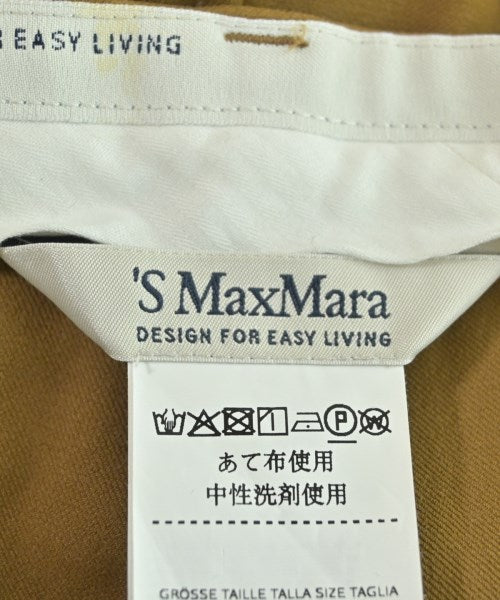 R EASY LIVING
'S MaxMara
DESIGN FOR EASY LIVING
P W
あて布使用
中性洗剤使用
GRÖSSE TAILLE TALLA SIZE TAGLIA